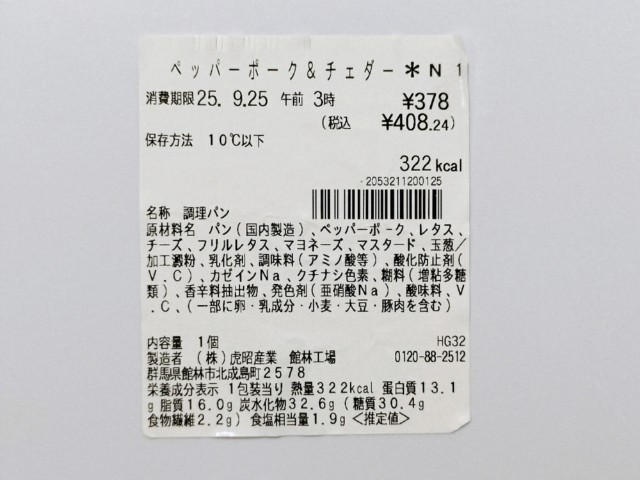 ペッパーポーク&チェダー*N 1
消費期限25. 9.25 午前 3時 ¥378
(税込 ¥408.24)
保存方法 10℃以下
322kcal
2053211200125
名称 調理パン
原材料名 パン(国内製造)、ペッパーポーク、レタス、
チーズ、フリルレタス、マヨネーズ、マスタード、玉葱/
加工澱粉、乳化剤、調味料(アミノ酸等)、酸化防止剤(
V.C)、カゼインNa、クチナシ色素、糊料(増粘多糖
類)、香辛料抽出物、発色剤(亜硝酸Na)、酸味料、V.
C、(一部に卵・乳成分・小麦・大豆・豚肉を含む)
内容量 1個 HG32
製造者 (株)虎昭産業 館林工場 0120-88-2512
群馬県館林市北成島町2578
栄養成分表示 1包装当り 熱量322kcal 蛋白質13.1
g 脂質16.0g 炭水化物32.6g(糖質30.4g
食物繊維2.2g) 食塩相当量1.9g <推定値>